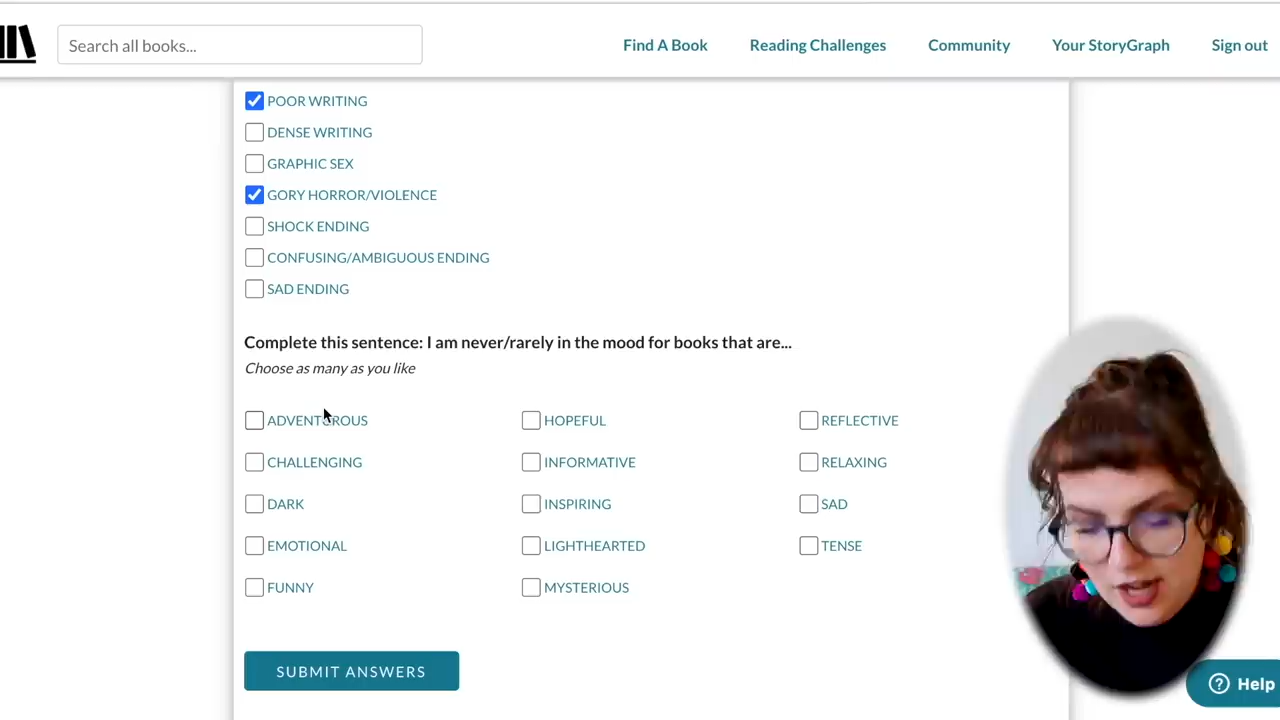 Search all books...
Find A Book
Reading Challenges
Community
Your StoryGraph
Sign out
POOR WRITING
DENSE WRITING
GRAPHIC SEX
GORY HORROR/VIOLENCE
SHOCK ENDING
CONFUSING/AMBIGUOUS ENDING
SAD ENDING
Complete this sentence: I am never/rarely in the mood for books that are...
Choose as many as you like
ADVENTUROUS
HOPEFUL
REFLECTIVE
CHALLENGING
INFORMATIVE
RELAXING
DARK
INSPIRING
SAD
EMOTIONAL
LIGHTHEARTED
TENSE
FUNNY
MYSTERIOUS
SUBMIT ANSWERS
Help